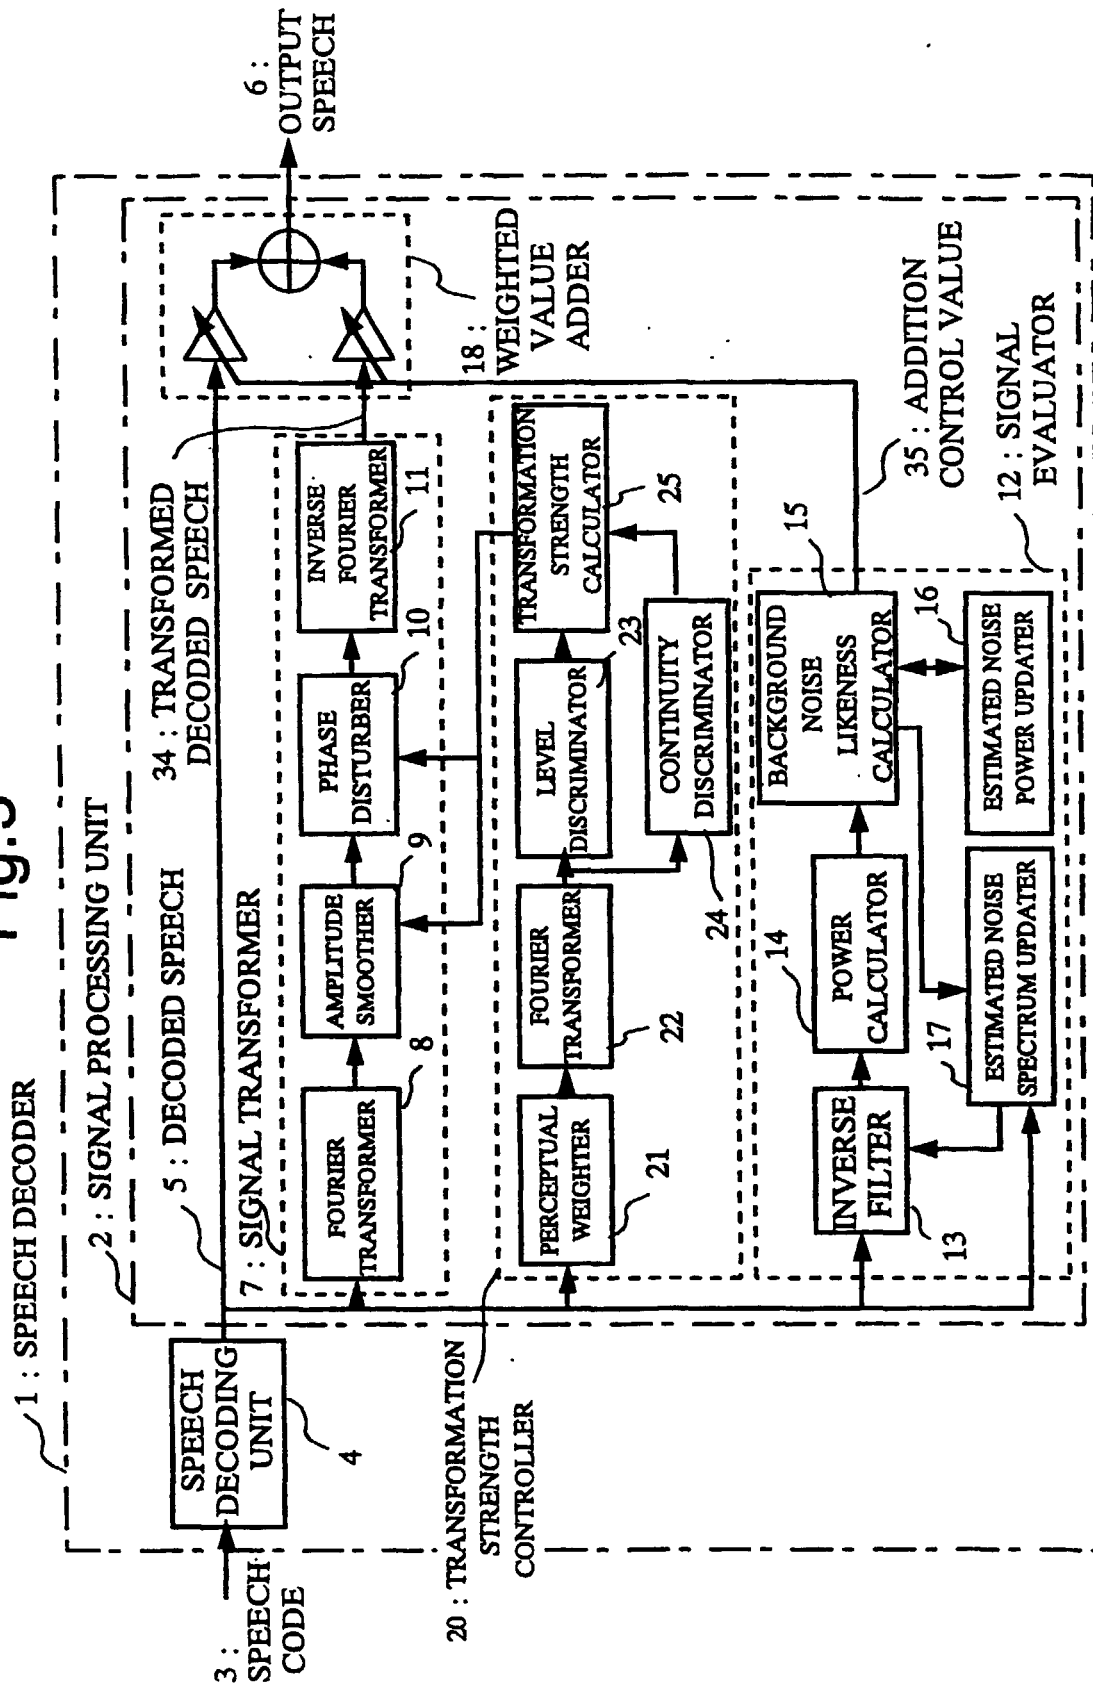 1 : SPEECH DECODER
2 : SIGNAL PROCESSING UNIT
3 :
SPEECH
CODE
SPEECH
DECODING
UNIT
4
5 : DECODED SPEECH
34 : TRANSFORMED
DECODED SPEECH
6 :
OUTPUT
SPEECH
7 : SIGNAL TRANSFORMER
FOURIER
TRANSFORMER
8
AMPLITUDE
SMOOTHER
9
PHASE
DISTURBER
10
INVERSE
FOURIER
TRANSFORMER
11
18 :
WEIGHTED
VALUE
ADDER
20 : TRANSFORMATION
STRENGTH
CONTROLLER
PERCEPTUAL
WEIGHTER
21
FOURIER
TRANSFORMER
22
LEVEL
DISCRIMINATOR
23
CONTINUITY
DISCRIMINATOR
24
TRANSFORMATION
STRENGTH
CALCULATOR
25
INVERSE
FILTER
13
14
POWER
CALCULATOR
15
BACKGROUND
NOISE
LIKENESS
CALCULATOR
16
ESTIMATED NOISE
POWER UPDATER
17
ESTIMATED NOISE
SPECTRUM UPDATER
35 : ADDITION
CONTROL VALUE
12 : SIGNAL
EVALUATOR